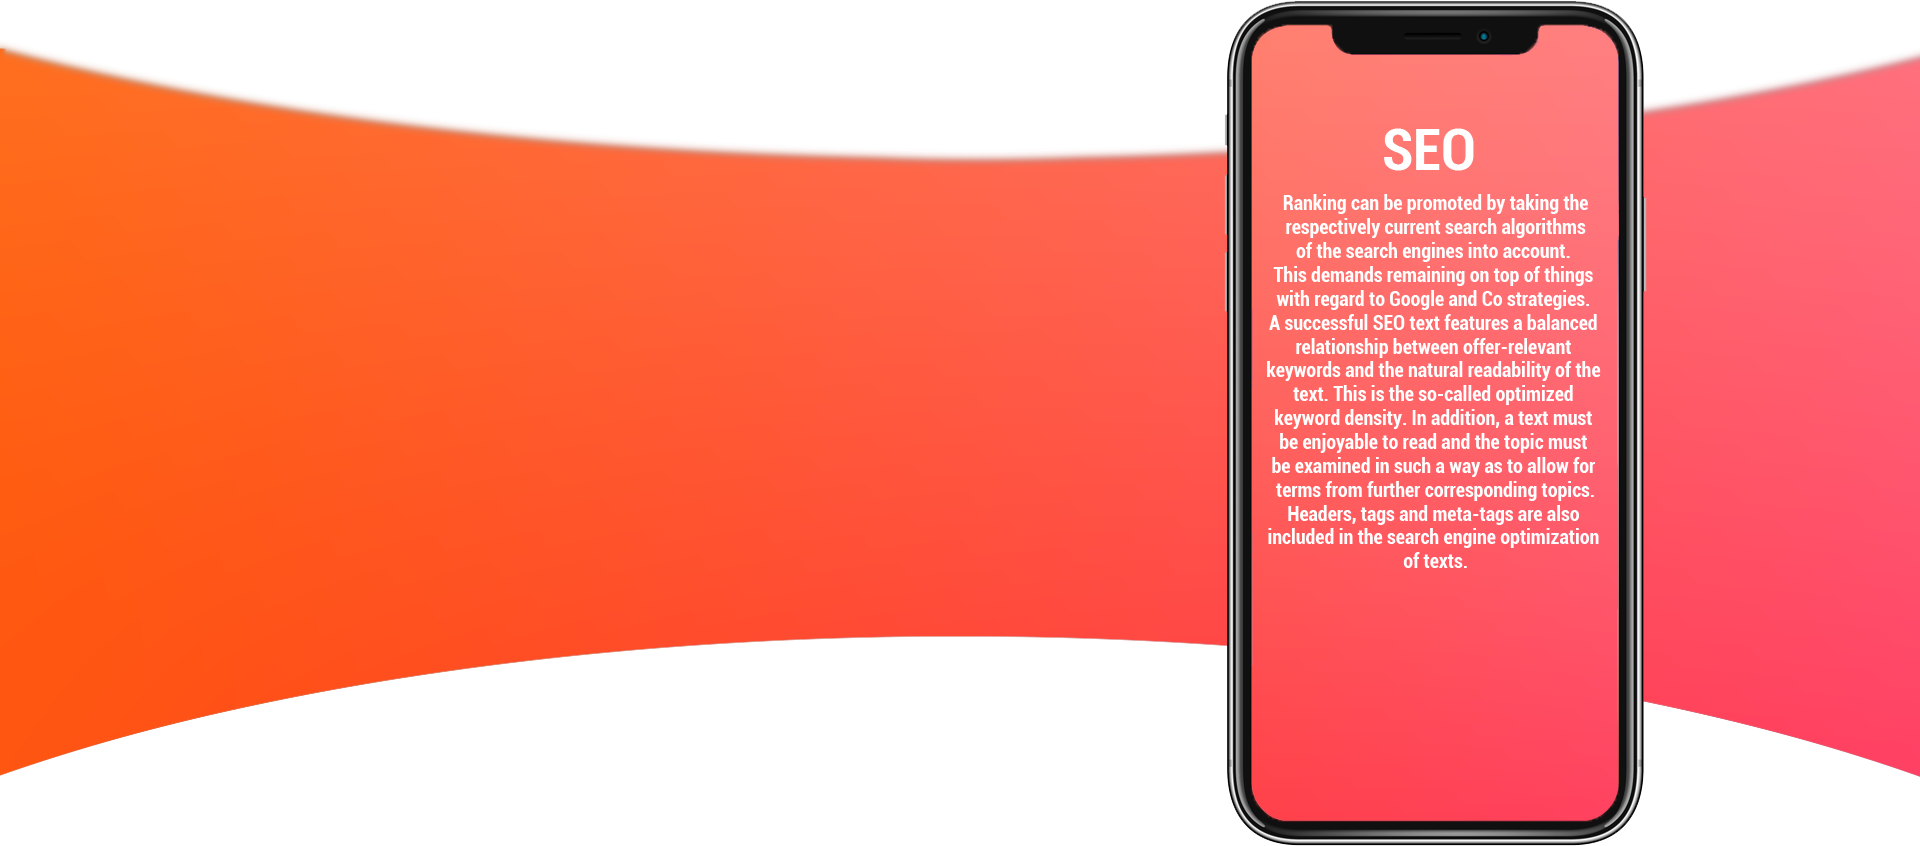 SEO
Ranking can be promoted by taking the
respectively current search algorithms
of the search engines into account.
This demands remaining on top of things
with regard to Google and Co strategies.
A successful SEO text features a balanced
relationship between offer-relevant
keywords and the natural readability of the
text. This is the so-called optimized
keyword density. In addition, a text must
be enjoyable to read and the topic must
be examined in such a way as to allow for
terms from further corresponding topics.
Headers, tags and meta-tags are also
included in the search engine optimization
of texts.